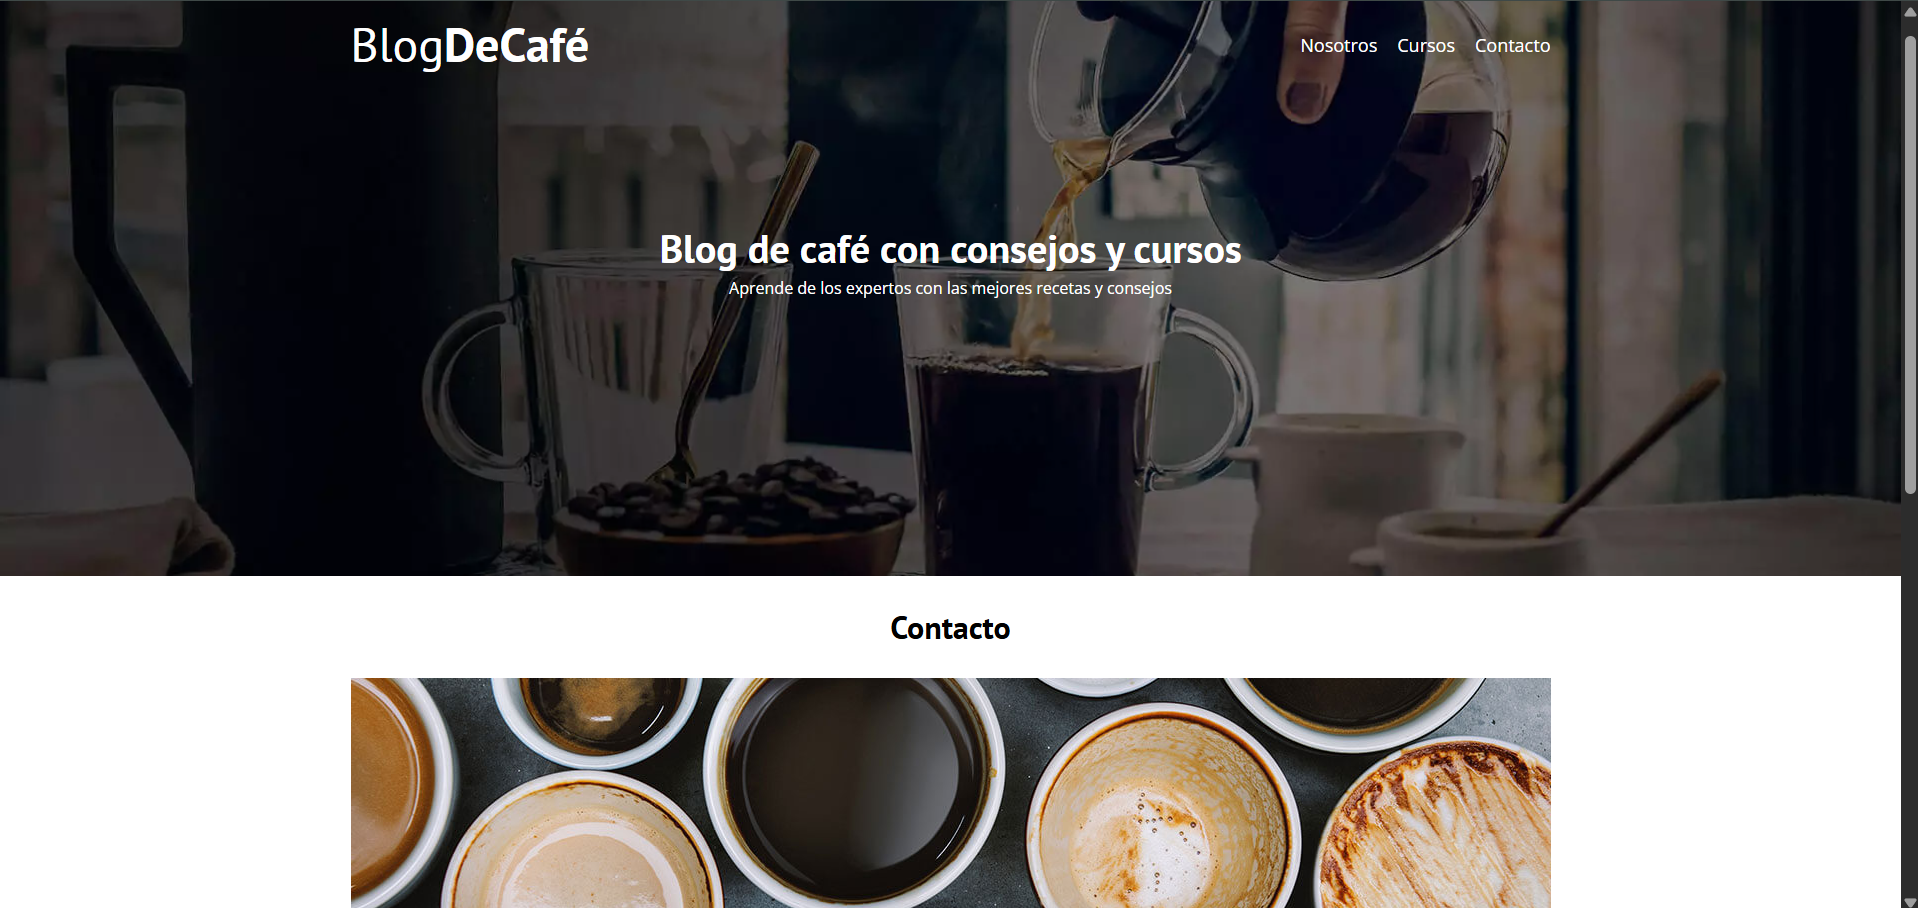 BlogDeCafé
Nosotros Cursos Contacto
Blog de café con consejos y cursos
Aprende de los expertos con las mejores recetas y consejos
Contacto